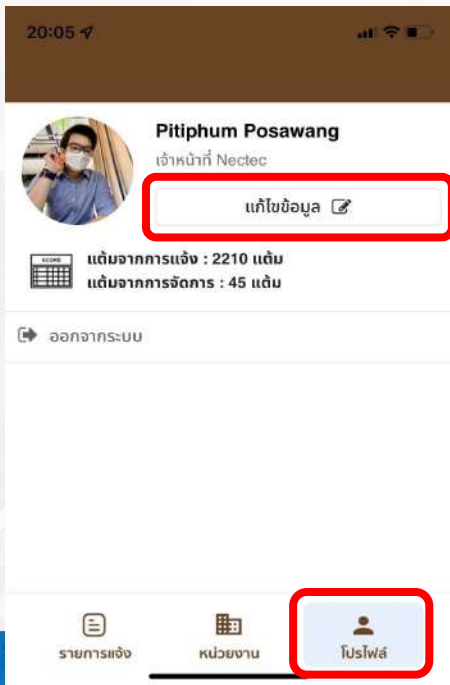 20:05
Pitiphum Posawang
เจ้าหน้าที่ Nectec
แก้ไขข้อมูล
SCORE
แต้มจากการแจ้ง : 2210 แต้ม
แต้มจากการจัดการ : 45 แต้ม
ออกจากระบบ
รายการแจ้ง
หน่วยงาน
โปรไฟล์